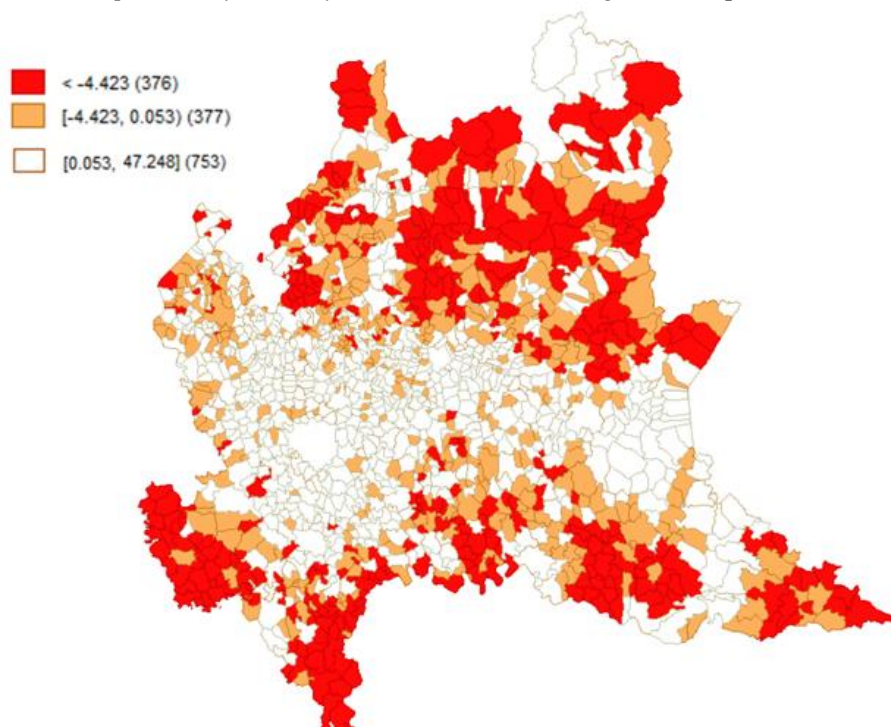 < -4.423 (376)
[-4.423, 0.053) (377)
[0.053, 47.248] (753)